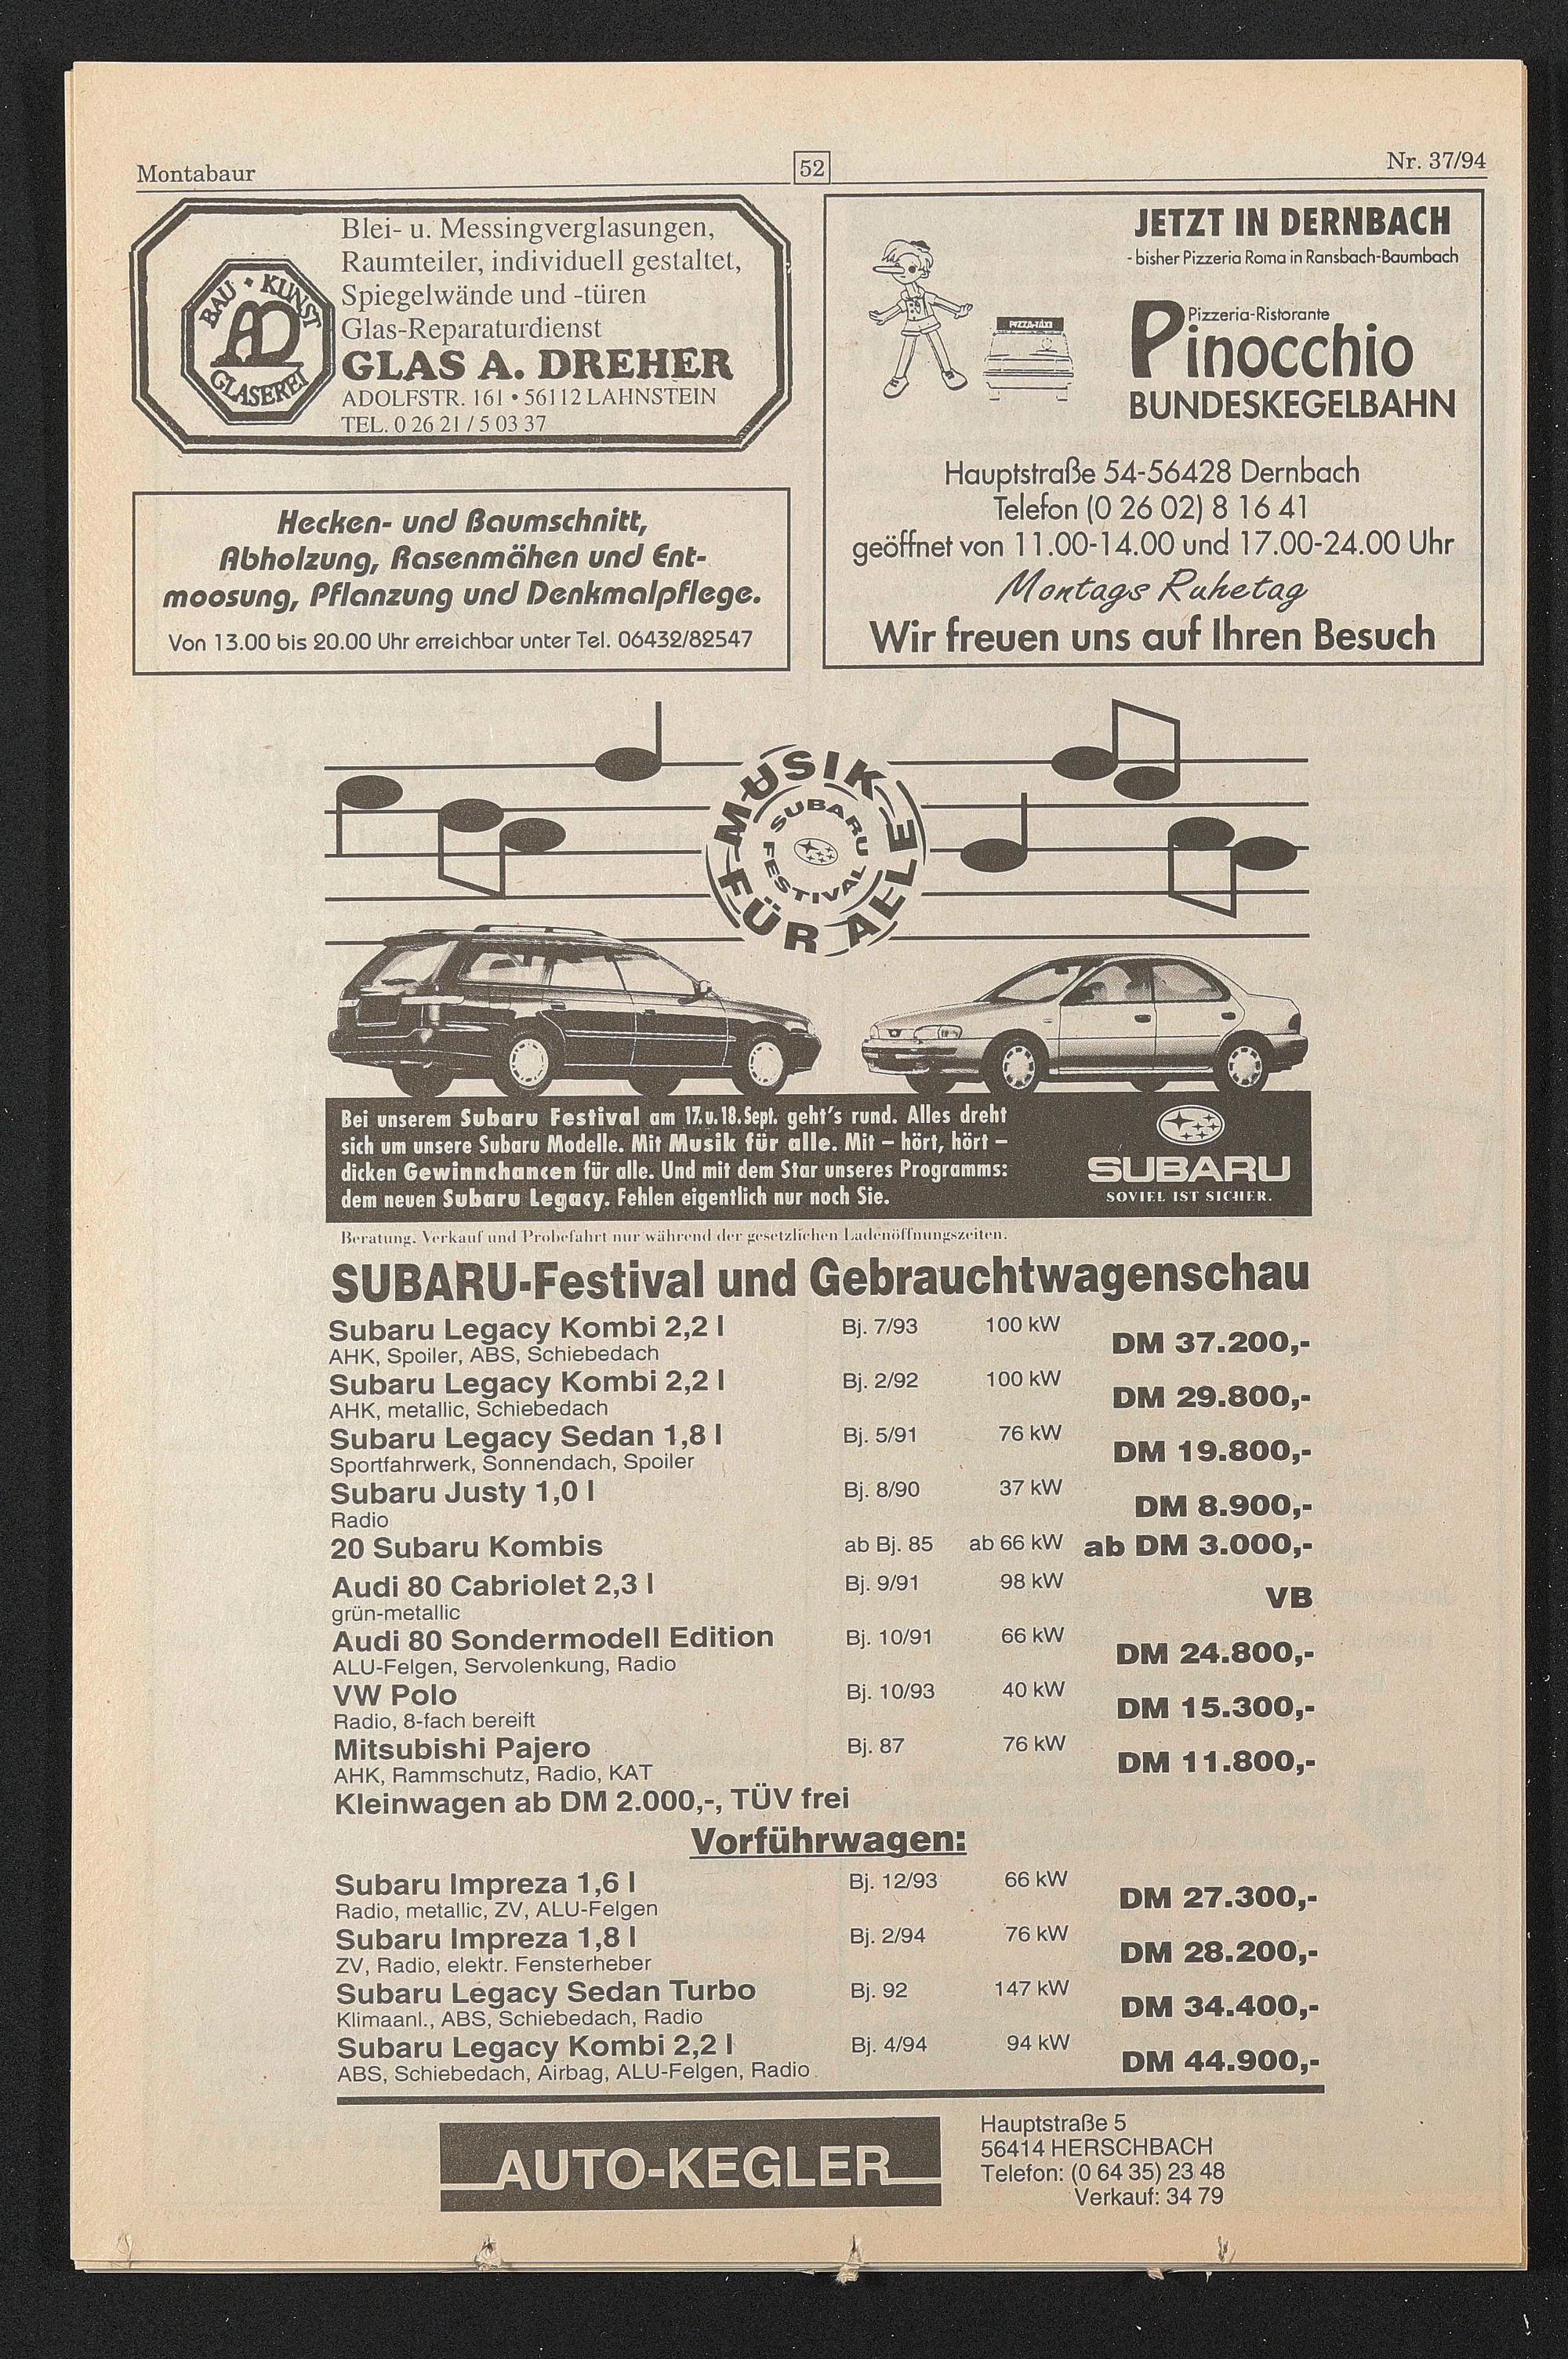 Montabaur
52
Nr. 37/94
BAU • KUNST
AD
GLASEREI
Blei- u. Messingverglasungen,
Raumteiler, individuell gestaltet,
Spiegelwände und -türen
Glas-Reparaturdienst
GLAS A. DREHER
ADOLFSTR. 161 • 56112 LAHNSTEIN
TEL. 0 26 21 / 5 03 37
Hecken- und Baumschnitt,
Abholzung, Rasenmähen und Ent-
moosung, Pflanzung und Denkmalpflege.
Von 13.00 bis 20.00 Uhr erreichbar unter Tel. 06432/82547
JETZT IN DERNBACH
- bisher Pizzeria Roma in Ransbach-Baumbach
PIZZA-TAXI
Pizzeria-Ristorante
Pinocchio
BUNDESKEGELBAHN
Hauptstraße 54-56428 Dernbach
Telefon (0 26 02) 8 16 41
geöffnet von 11.00-14.00 und 17.00-24.00 Uhr
Montags Ruhetag
Wir freuen uns auf Ihren Besuch
MUSIK FÜR ALLE
SUBARU FESTIVAL
Bei unserem Subaru Festival am 17. u. 18. Sept. geht's rund. Alles dreht
sich um unsere Subaru Modelle. Mit Musik für alle. Mit – hört, hört –
dicken Gewinnchancen für alle. Und mit dem Star unseres Programms:
dem neuen Subaru Legacy. Fehlen eigentlich nur noch Sie.
SUBARU
SOVIEL IST SICHER.
Beratung, Verkauf und Probefahrt nur während der gesetzlichen Ladenöffnungszeiten.
SUBARU-Festival und Gebrauchtwagenschau
Subaru Legacy Kombi 2,2 l Bj. 7/93 100 kW DM 37.200,-
AHK, Spoiler, ABS, Schiebedach
Subaru Legacy Kombi 2,2 l Bj. 2/92 100 kW DM 29.800,-
AHK, metallic, Schiebedach
Subaru Legacy Sedan 1,8 l Bj. 5/91 76 kW DM 19.800,-
Sportfahrwerk, Sonnendach, Spoiler
Subaru Justy 1,0 l Bj. 8/90 37 kW DM 8.900,-
Radio
20 Subaru Kombis ab Bj. 85 ab 66 kW ab DM 3.000,-
Audi 80 Cabriolet 2,3 l Bj. 9/91 98 kW VB
grün-metallic
Audi 80 Sondermodell Edition Bj. 10/91 66 kW DM 24.800,-
ALU-Felgen, Servolenkung, Radio
VW Polo Bj. 10/93 40 kW DM 15.300,-
Radio, 8-fach bereift
Mitsubishi Pajero Bj. 87 76 kW DM 11.800,-
AHK, Rammschutz, Radio, KAT
Kleinwagen ab DM 2.000,-, TÜV frei
Vorführwagen:
Subaru Impreza 1,6 l Bj. 12/93 66 kW DM 27.300,-
Radio, metallic, ZV, ALU-Felgen
Subaru Impreza 1,8 l Bj. 2/94 76 kW DM 28.200,-
ZV, Radio, elektr. Fensterheber
Subaru Legacy Sedan Turbo Bj. 92 147 kW DM 34.400,-
Klimaanl., ABS, Schiebedach, Radio
Subaru Legacy Kombi 2,2 l Bj. 4/94 94 kW DM 44.900,-
ABS, Schiebedach, Airbag, ALU-Felgen, Radio
AUTO-KEGLER
Hauptstraße 5
56414 HERSCHBACH
Telefon: (0 64 35) 23 48
Verkauf: 34 79